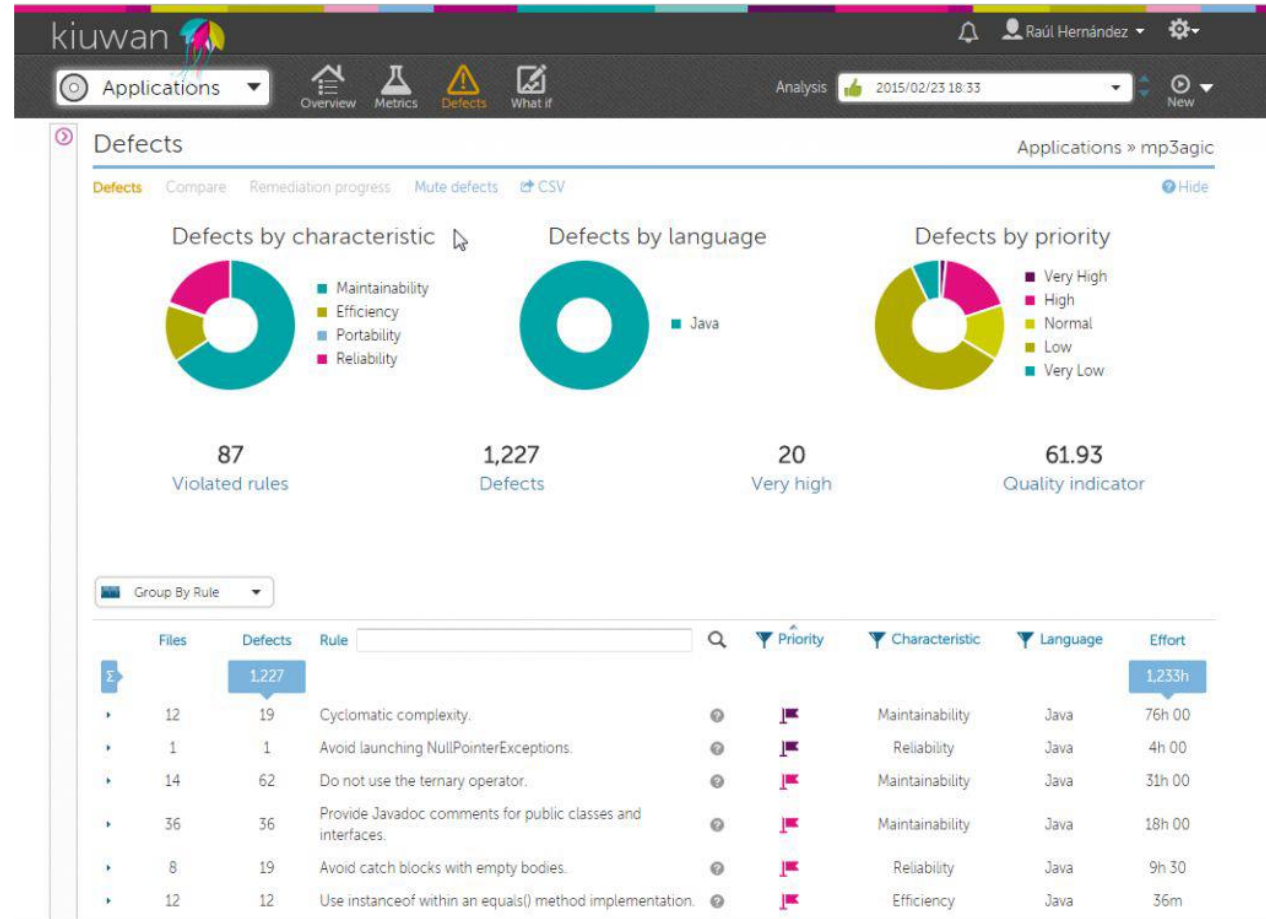 kiuwan
Raúl Hernández
Applications
Overview
Metrics
Defects
What if
Analysis
2015/02/23 18:33
New
Defects
Applications » mp3agic
Defects Compare Remediation progress Mute defects CSV
Hide
Defects by characteristic
Maintainability
Efficiency
Portability
Reliability
Defects by language
Java
Defects by priority
Very High
High
Normal
Low
Very Low
87
Violated rules
1,227
Defects
20
Very high
61.93
Quality indicator
Group By Rule
Files Defects Rule Priority Characteristic Language Effort
Σ 1,227 1,233h
12 19 Cyclomatic complexity. ? Maintainability Java 76h 00
1 1 Avoid launching NullPointerExceptions. ? Reliability Java 4h 00
14 62 Do not use the ternary operator. ? Maintainability Java 31h 00
36 36 Provide Javadoc comments for public classes and
interfaces. ? Maintainability Java 18h 00
8 19 Avoid catch blocks with empty bodies. ? Reliability Java 9h 30
12 12 Use instanceof within an equals() method implementation. ? Efficiency Java 36m